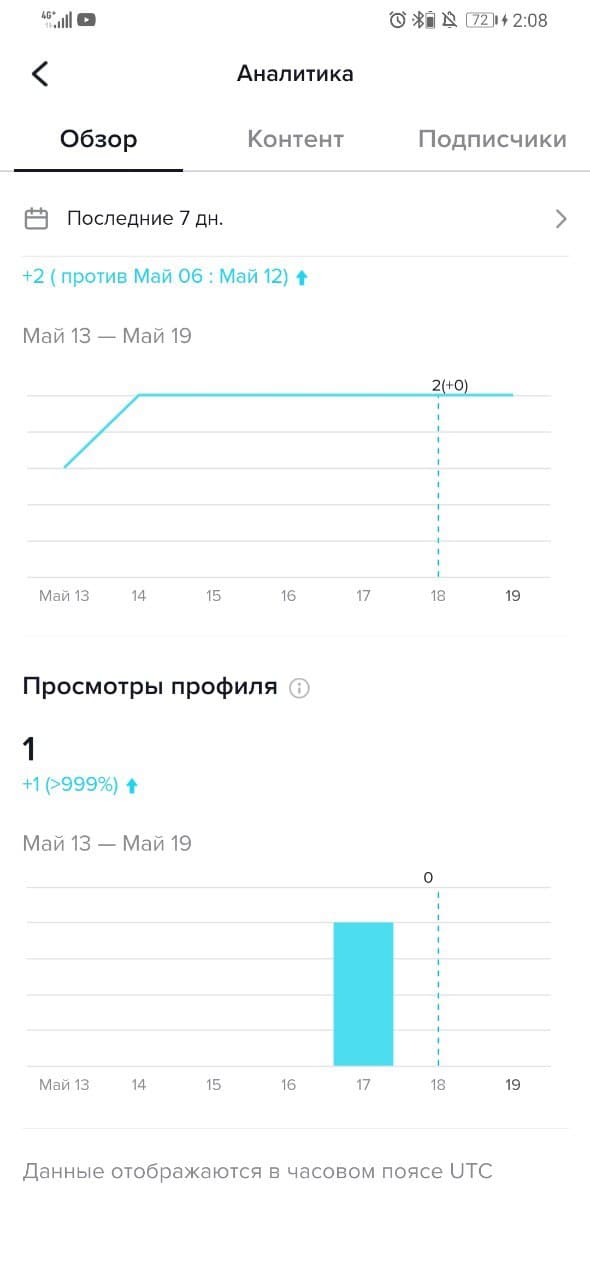 4G+ 72 2:08
Аналитика
Обзор Контент Подписчики
Последние 7 дн.
+2 ( против Май 06 : Май 12)
Май 13 — Май 19
2(+0)
Май 13 14 15 16 17 18 19
Просмотры профиля
1
+1 (>999%)
Май 13 — Май 19
0
Май 13 14 15 16 17 18 19
Данные отображаются в часовом поясе UTC